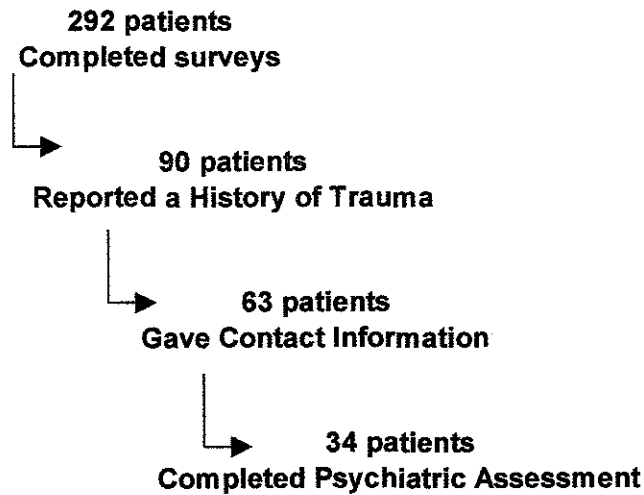 292 patients
Completed surveys
90 patients
Reported a History of Trauma
63 patients
Gave Contact Information
34 patients
Completed Psychiatric Assessment